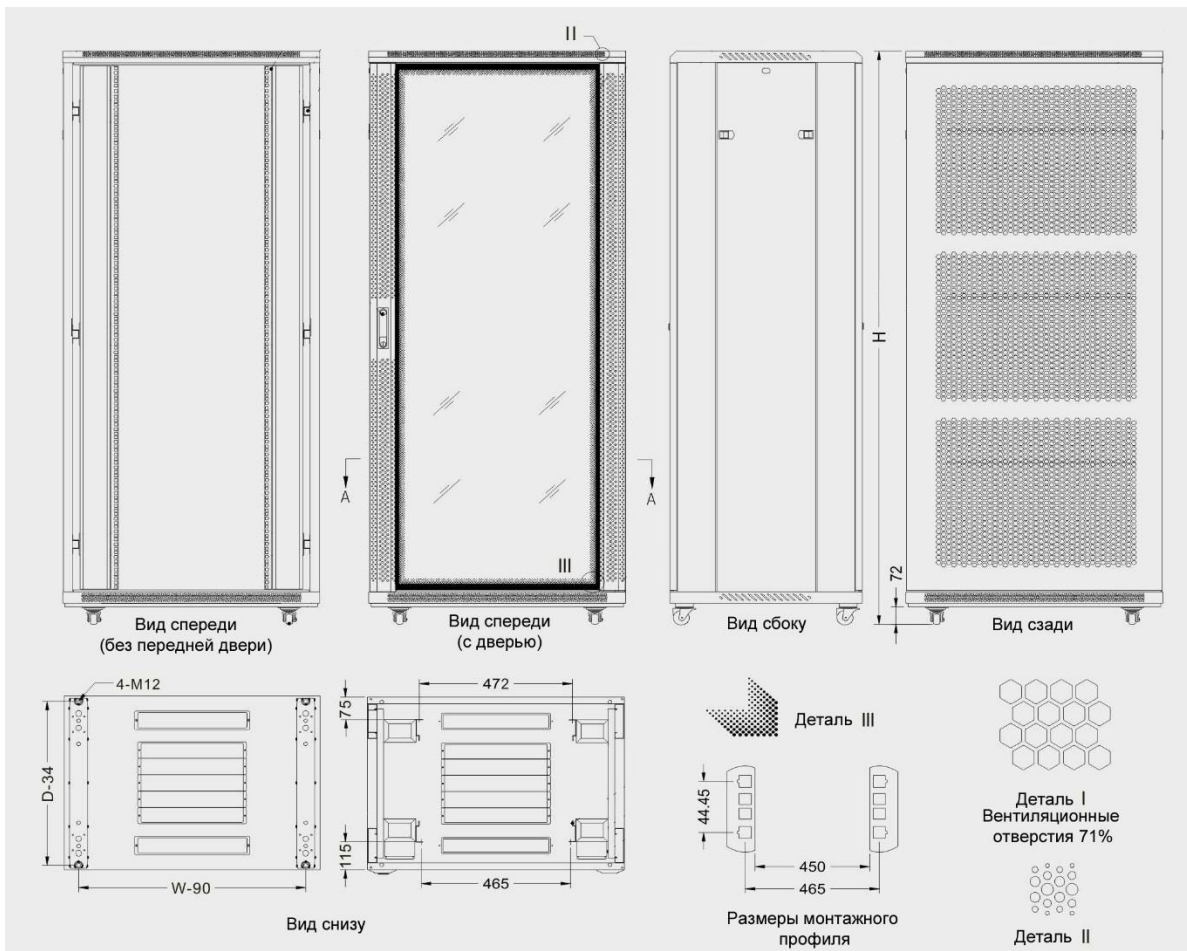 II
H
A
A
III
72
Вид спереди
(без передней двери)
Вид спереди
(с дверью)
Вид сбоку
Вид сзади
4-M12
D-34
W-90
75
472
115
465
Вид снизу
Деталь III
44.45
450
465
Размеры монтажного
профиля
Деталь I
Вентиляционные
отверстия 71%
Деталь II